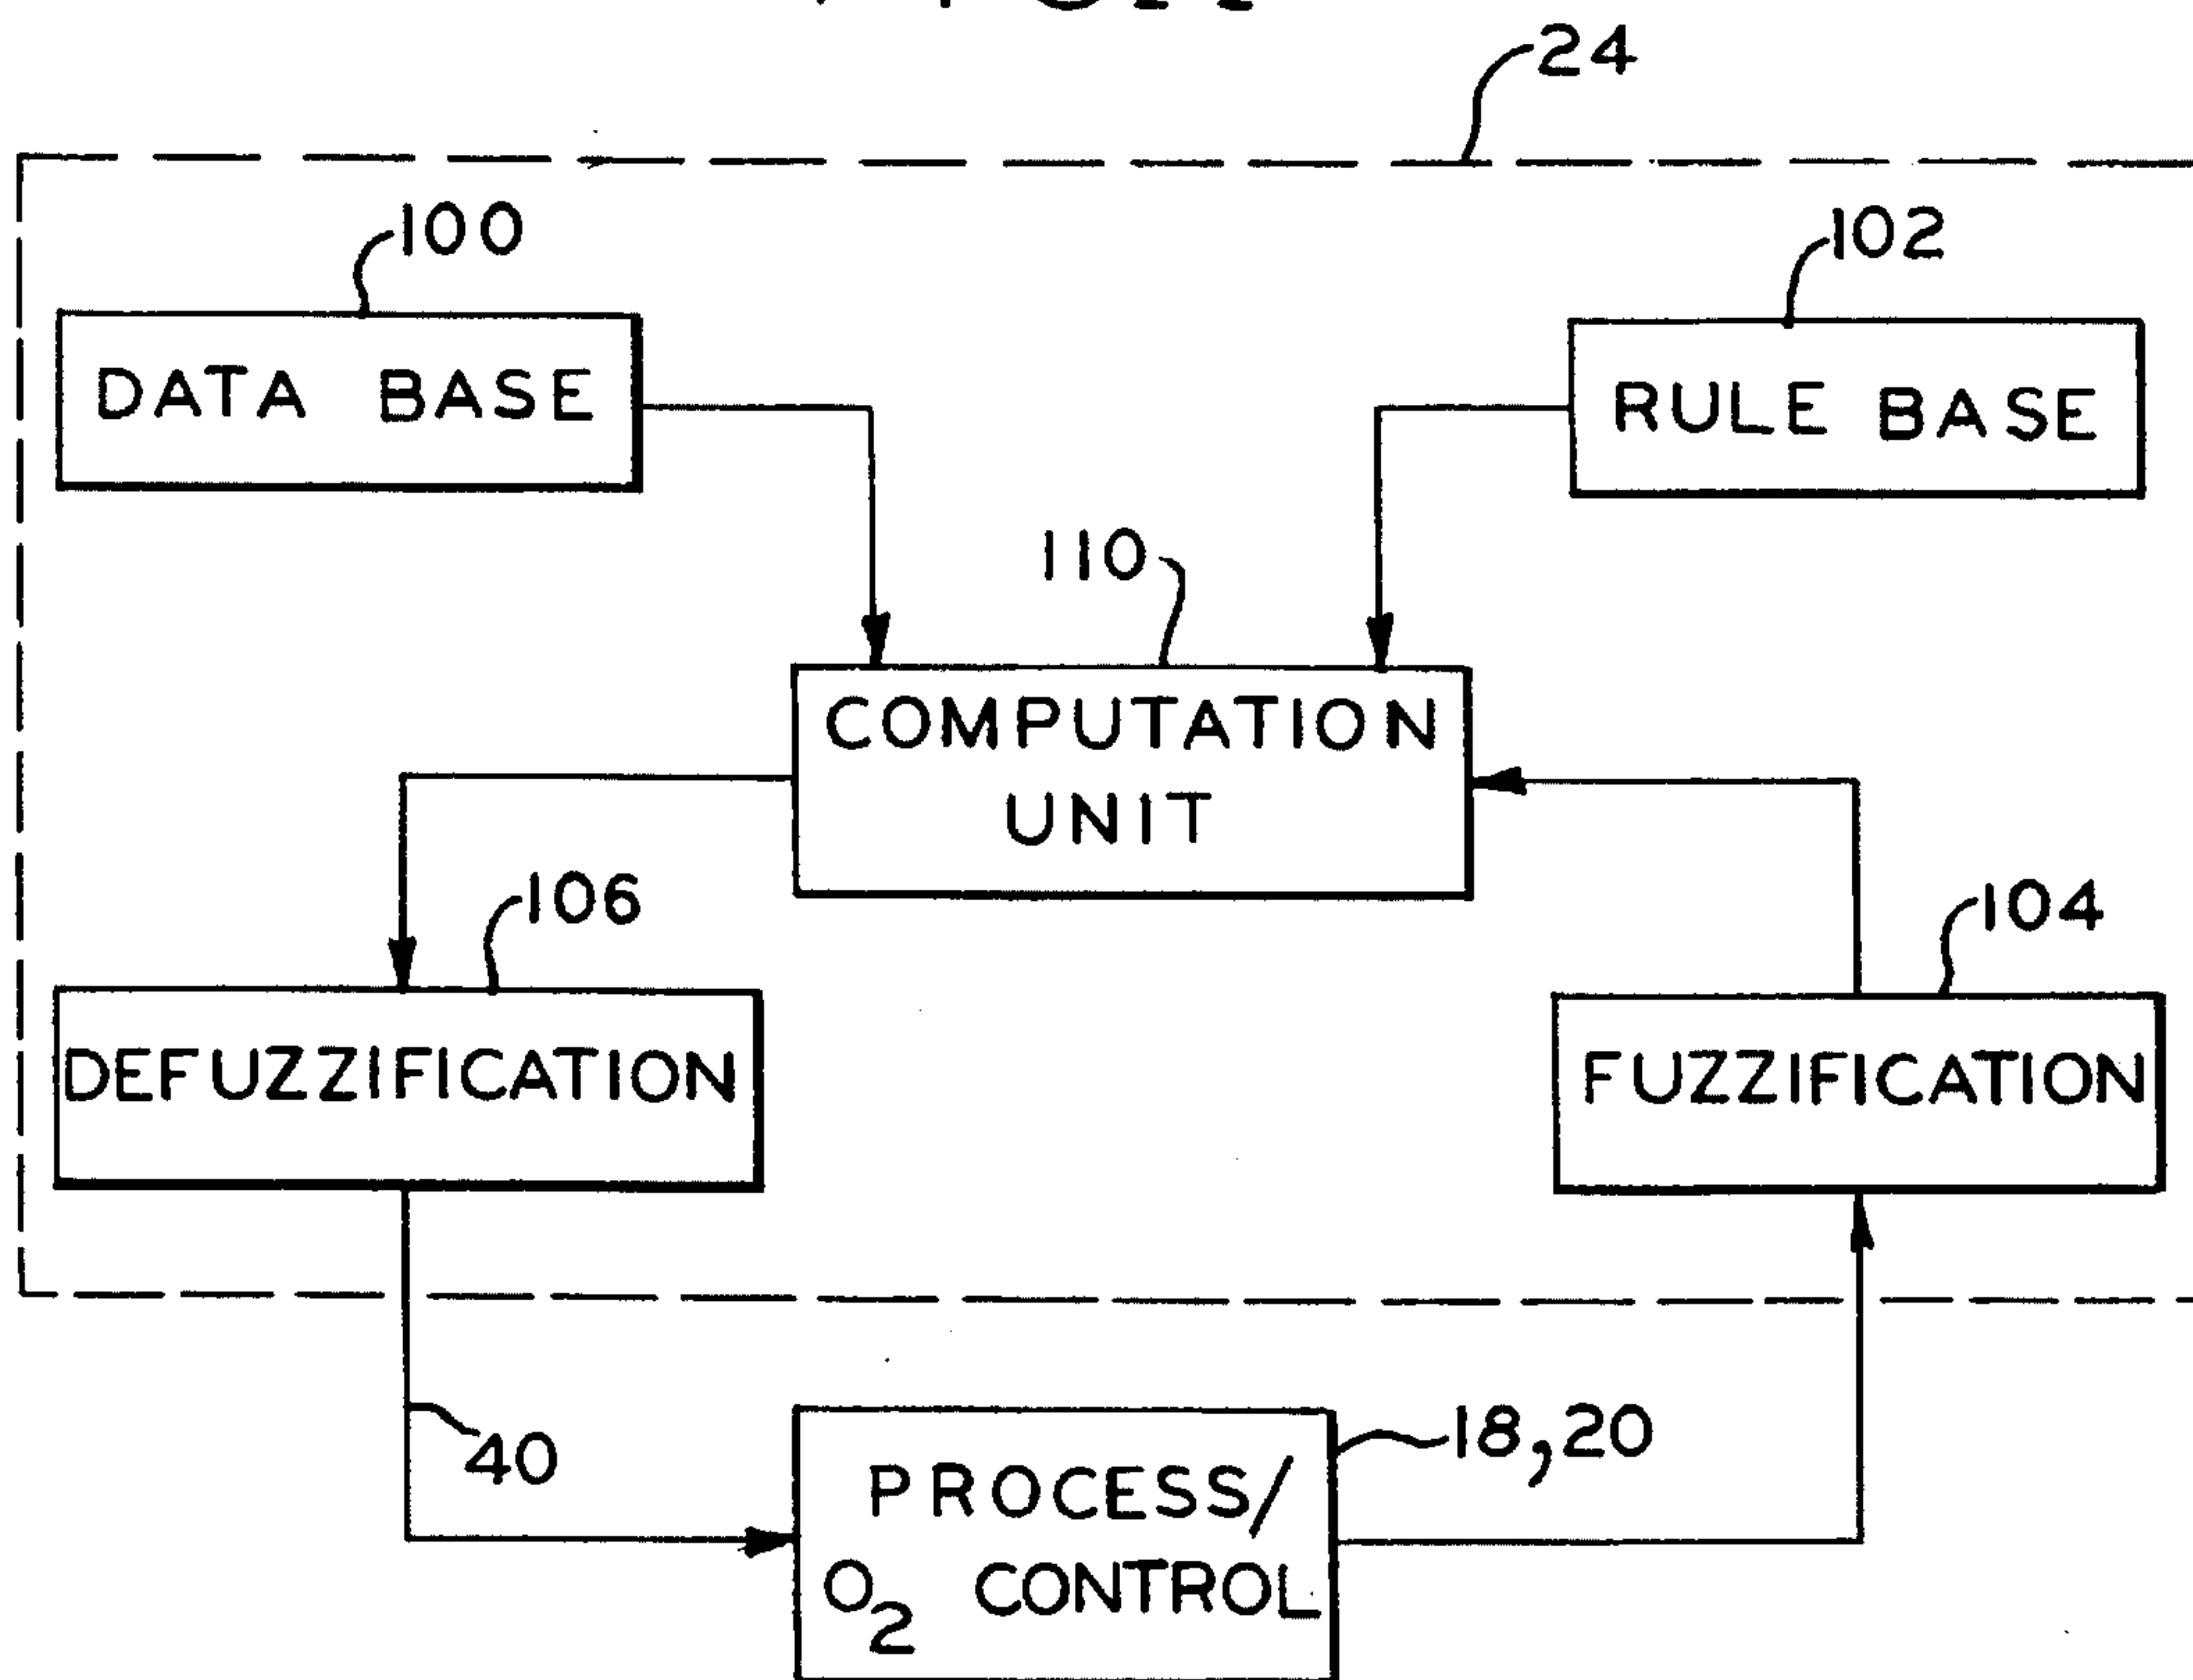 24
100
102
DATA BASE
RULE BASE
110
COMPUTATION
UNIT
106
104
DEFUZZIFICATION
FUZZIFICATION
40
18,20
PROCESS/
O₂ CONTROL